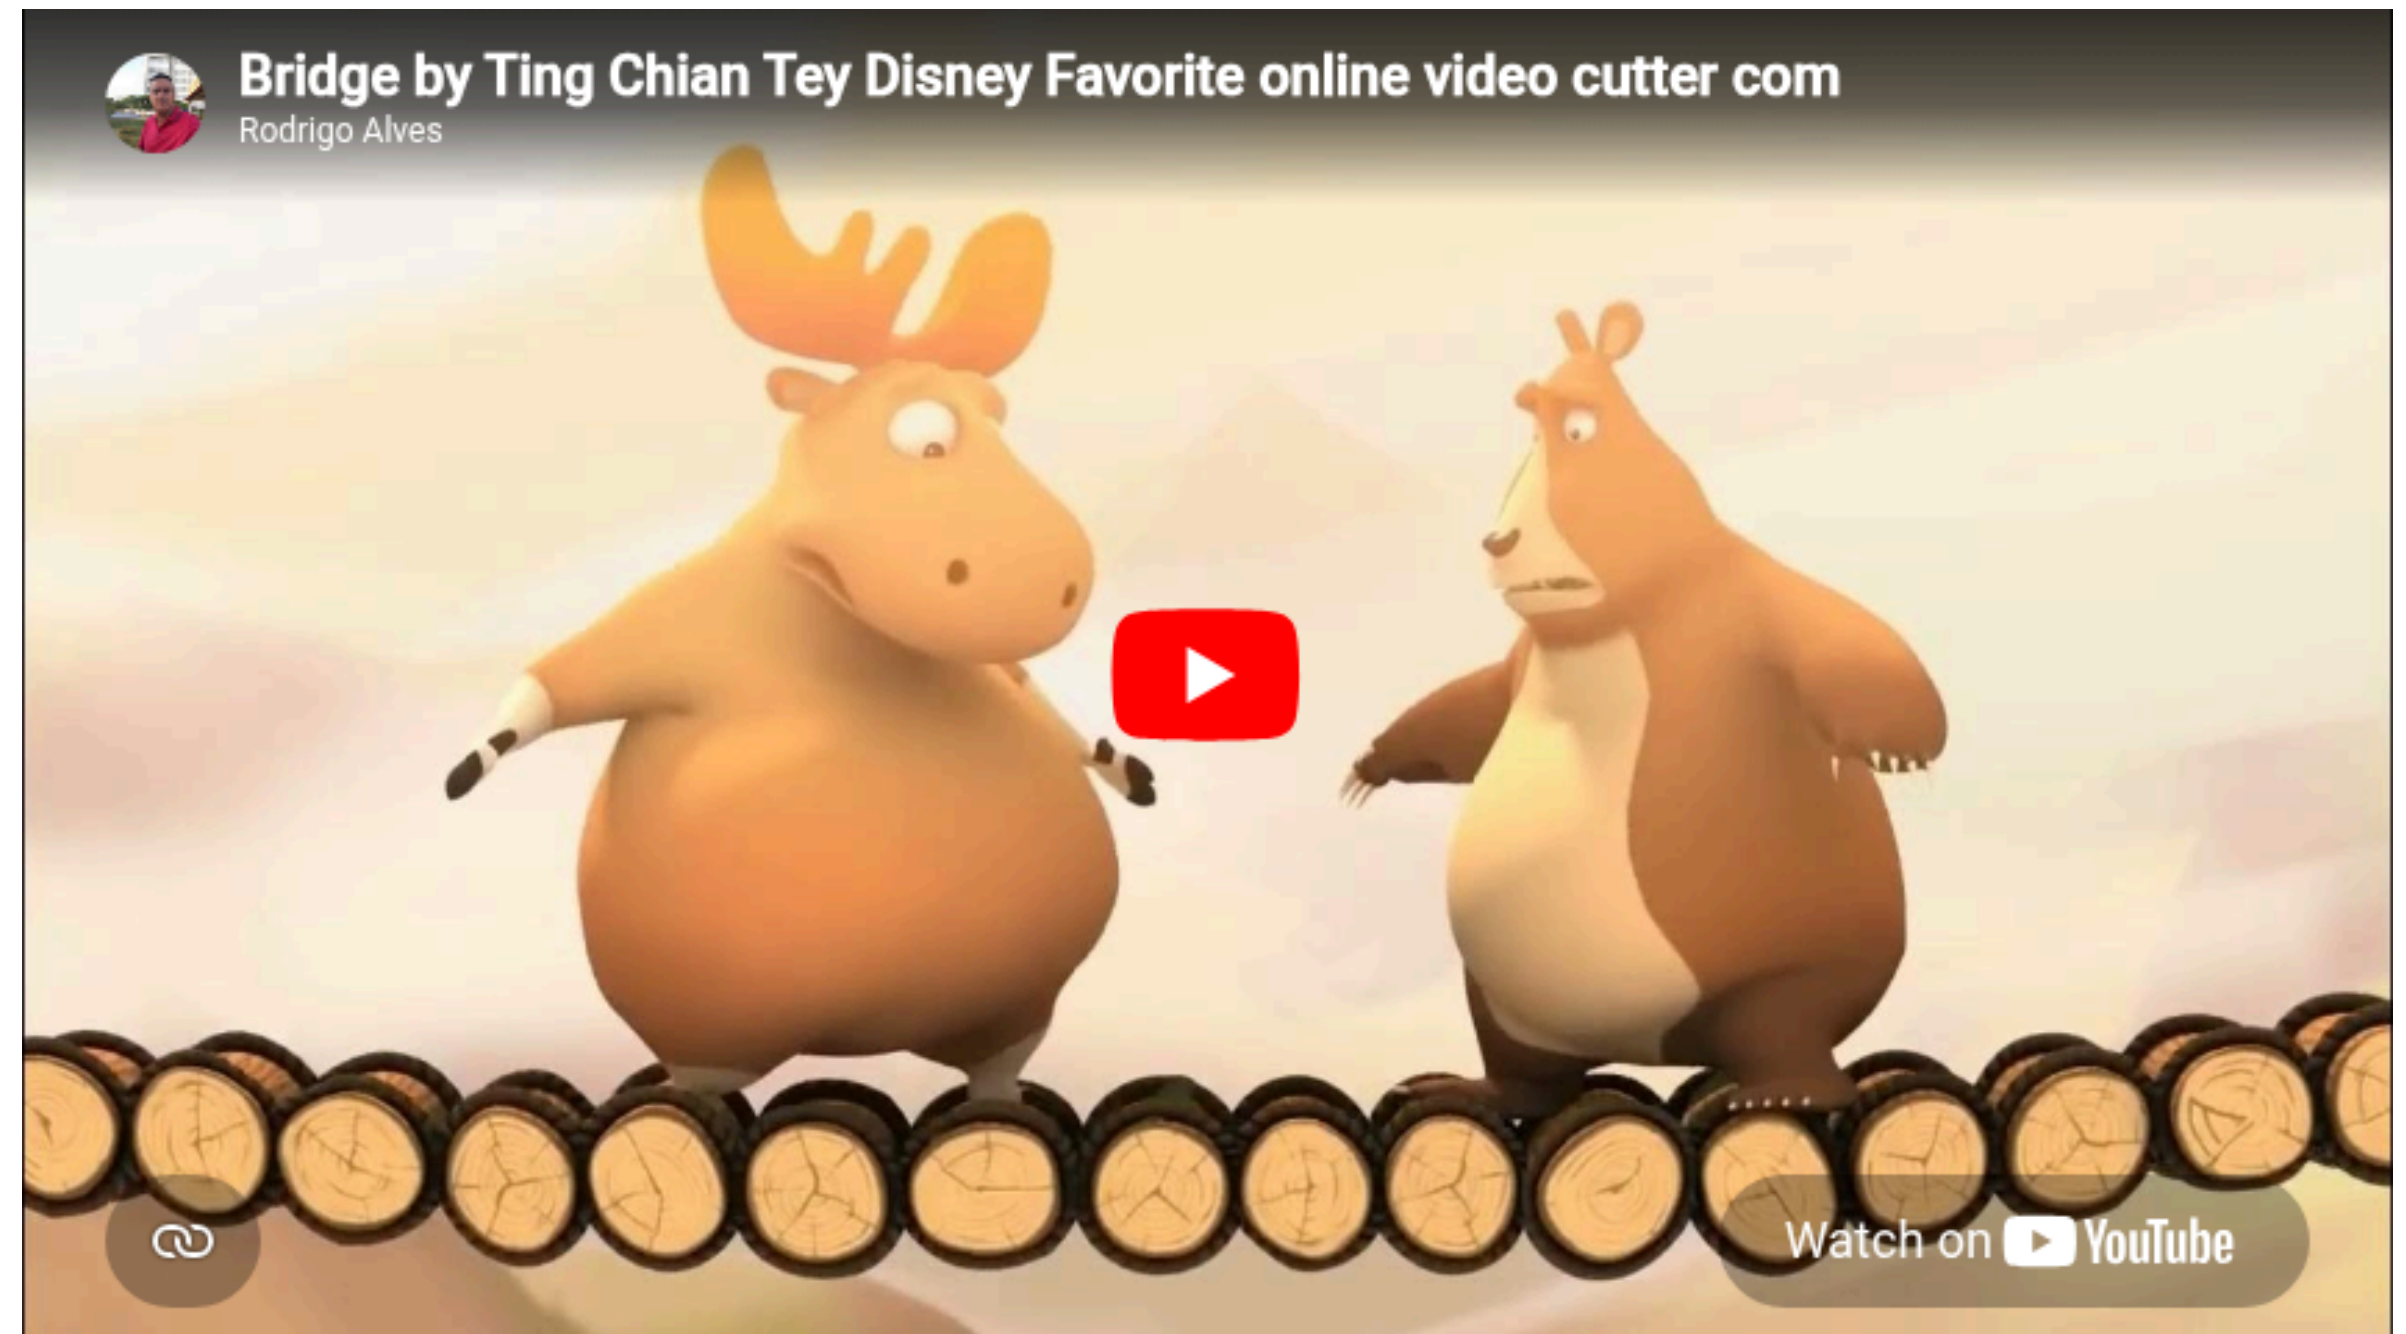 Bridge by Ting Chian Tey Disney Favorite online video cutter com
Rodrigo Alves
Watch on YouTube